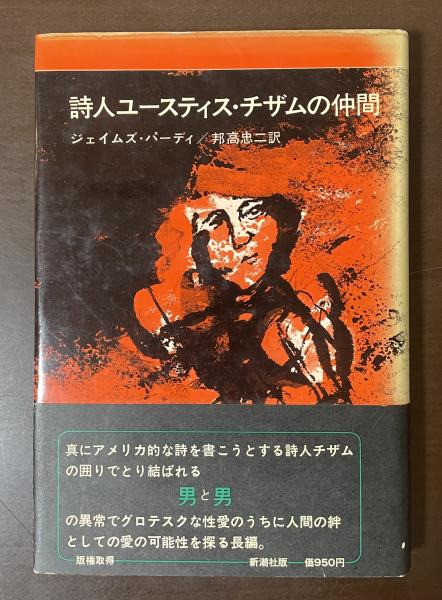 詩人ユースティス・チザムの仲間
ジェイムズ・パーディ/邦高忠二訳
真にアメリカ的な詩を書こうとする詩人チザム
の囲りでとり結ばれる
男と男
の異常でグロテスクな性愛のうちに人間の絆
としての愛の可能性を探る長編。
版権取得 新潮社版 価950円